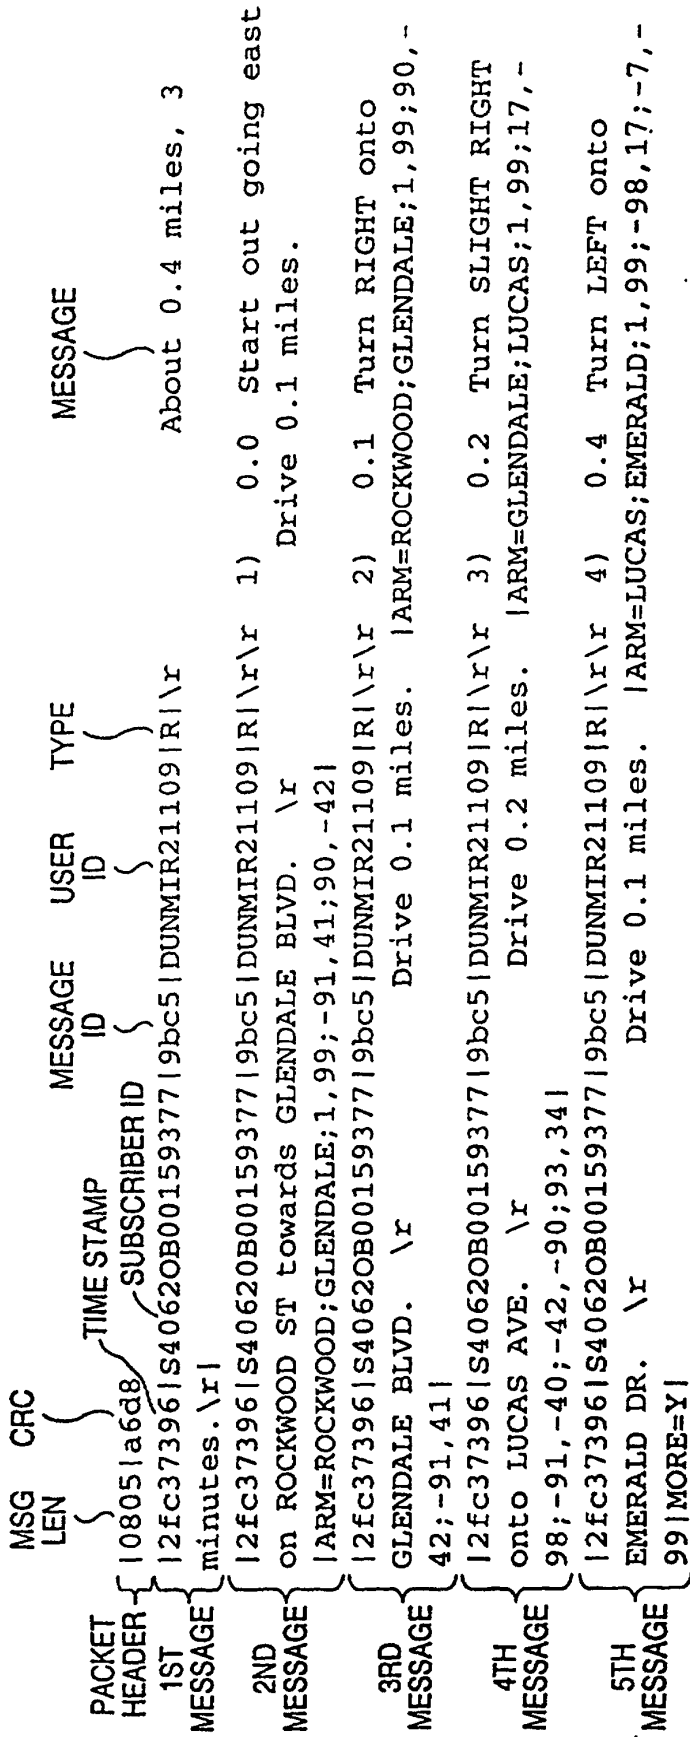 MSG LEN
CRC
TIME STAMP
SUBSCRIBER ID
MESSAGE ID
USER ID
TYPE
MESSAGE
PACKET HEADER
|0805|a6d8
1ST MESSAGE
|2fc37396|S40620B00159377|9bc5|DUNMIR21109|R|\r About 0.4 miles, 3
minutes.\r|
2ND MESSAGE
|2fc37396|S40620B00159377|9bc5|DUNMIR21109|R|\r\r 1) 0.0 Start out going east
on ROCKWOOD ST towards GLENDALE BLVD. \r Drive 0.1 miles.
|ARM=ROCKWOOD;GLENDALE;1,99;-91,41;90,-42|
3RD MESSAGE
|2fc37396|S40620B00159377|9bc5|DUNMIR21109|R|\r\r 2) 0.1 Turn RIGHT onto
GLENDALE BLVD. \r Drive 0.1 miles. |ARM=ROCKWOOD;GLENDALE;1,99;90,-
42;-91,41|
4TH MESSAGE
|2fc37396|S40620B00159377|9bc5|DUNMIR21109|R|\r\r 3) 0.2 Turn SLIGHT RIGHT
onto LUCAS AVE. \r Drive 0.2 miles. |ARM=GLENDALE;LUCAS;1,99;17,-
98;-91,-40;-42,-90;93,34|
5TH MESSAGE
|2fc37396|S40620B00159377|9bc5|DUNMIR21109|R|\r\r 4) 0.4 Turn LEFT onto
EMERALD DR. \r Drive 0.1 miles. |ARM=LUCAS;EMERALD;1,99;-98,17;-7,-
99|MORE=Y|